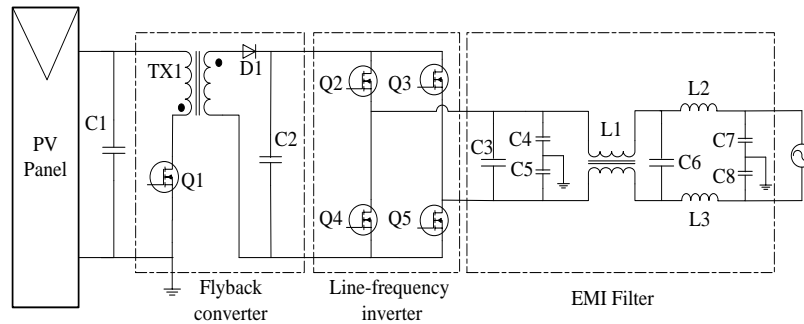 PV
Panel
C1
TX1
Q1
D1
C2
Flyback
converter
Q2
Q3
Q4
Q5
Line-frequency
inverter
C3
C4
C5
L1
C6
L2
L3
C7
C8
EMI Filter